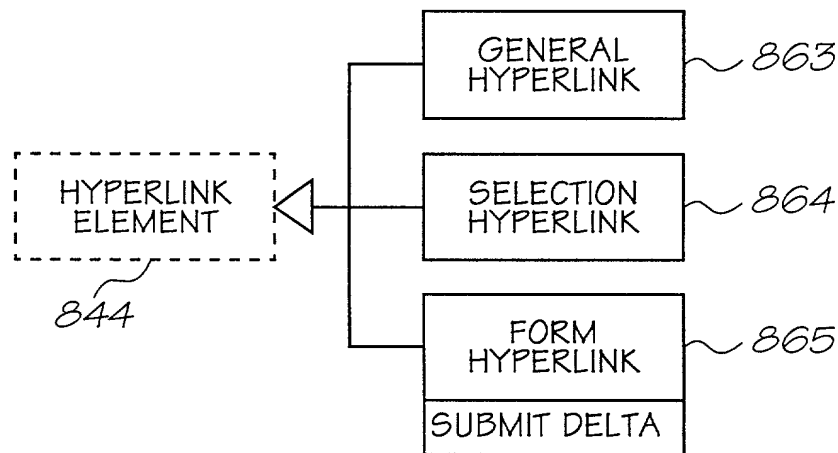 GENERAL
HYPERLINK
863
HYPERLINK
ELEMENT
844
SELECTION
HYPERLINK
864
FORM
HYPERLINK
865
SUBMIT DELTA